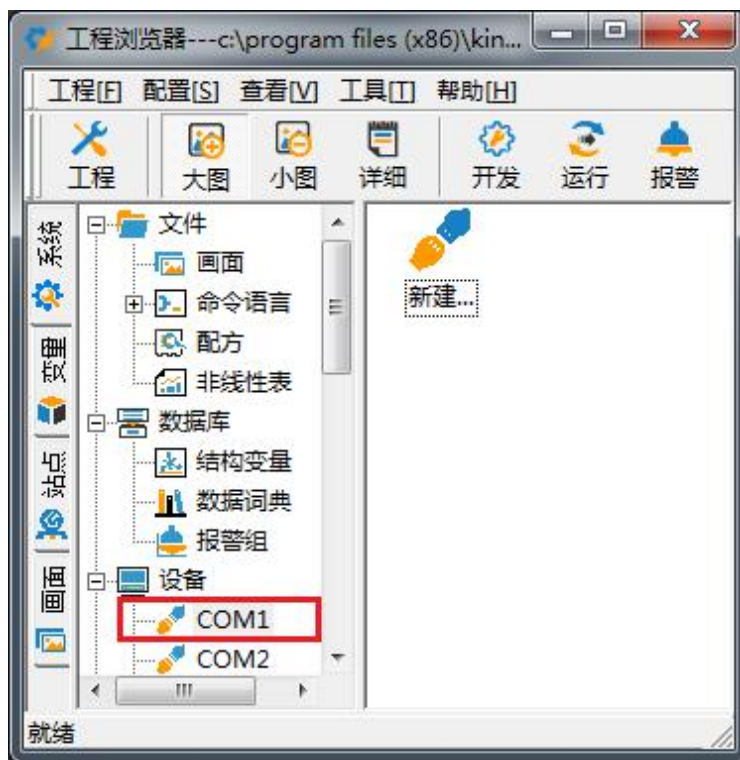 工程浏览器---c:\program files (x86)\kin...
工程[F] 配置[S] 查看[V] 工具[T] 帮助[H]
工程 大图 小图 详细 开发 运行 报警
系统
变量
站点
画面
文件
画面
命令语言
配方
非线性表
数据库
结构变量
数据词典
报警组
设备
COM1
COM2
新建...
就绪